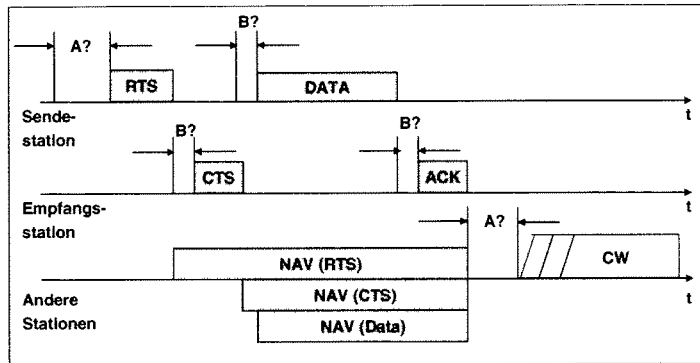 B?
A?
RTS
DATA
t
Sende-
station
B?
B?
CTS
ACK
t
Empfangs-
station
A?
NAV (RTS)
CW
t
Andere
Stationen
NAV (CTS)
NAV (Data)